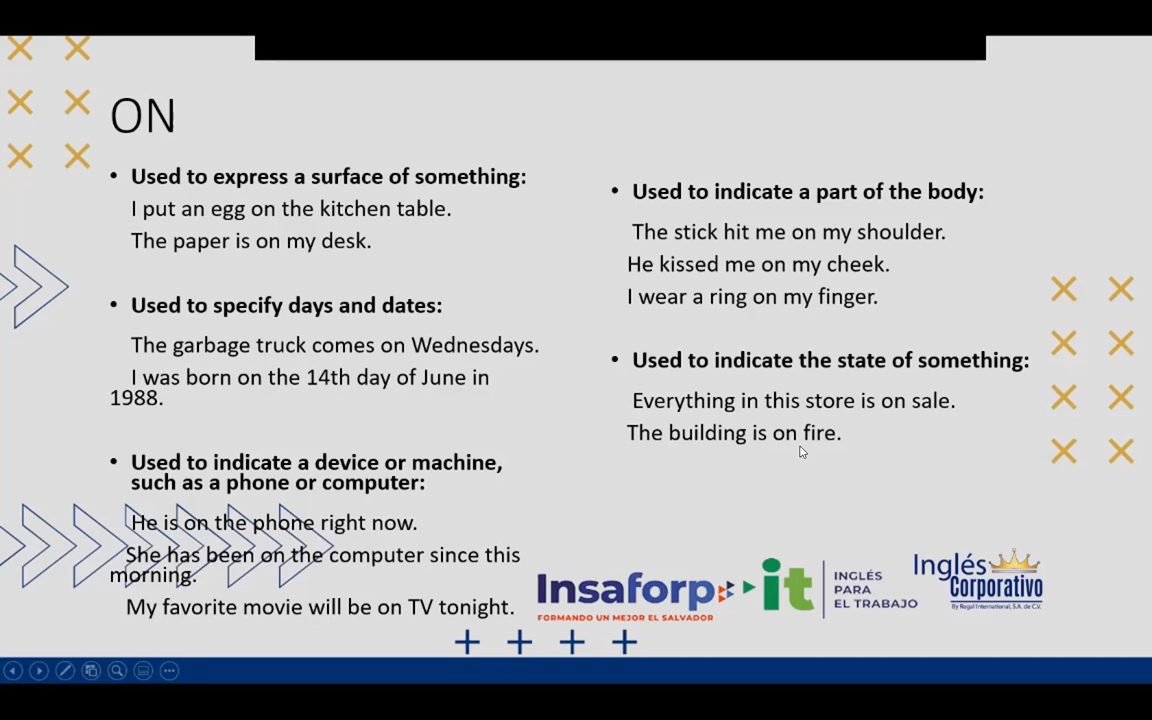 ON
• Used to express a surface of something:
I put an egg on the kitchen table.
The paper is on my desk.
• Used to specify days and dates:
The garbage truck comes on Wednesdays.
I was born on the 14th day of June in
1988.
• Used to indicate a device or machine,
such as a phone or computer:
He is on the phone right now.
She has been on the computer since this
morning.
My favorite movie will be on TV tonight.
• Used to indicate a part of the body:
The stick hit me on my shoulder.
He kissed me on my cheek.
I wear a ring on my finger.
• Used to indicate the state of something:
Everything in this store is on sale.
The building is on fire.
Insaforp
FORMANDO UN MEJOR EL SALVADOR
it
INGLÉS
PARA
EL TRABAJO
Inglés
Corporativo
By Regal International, S.A. de C.V.